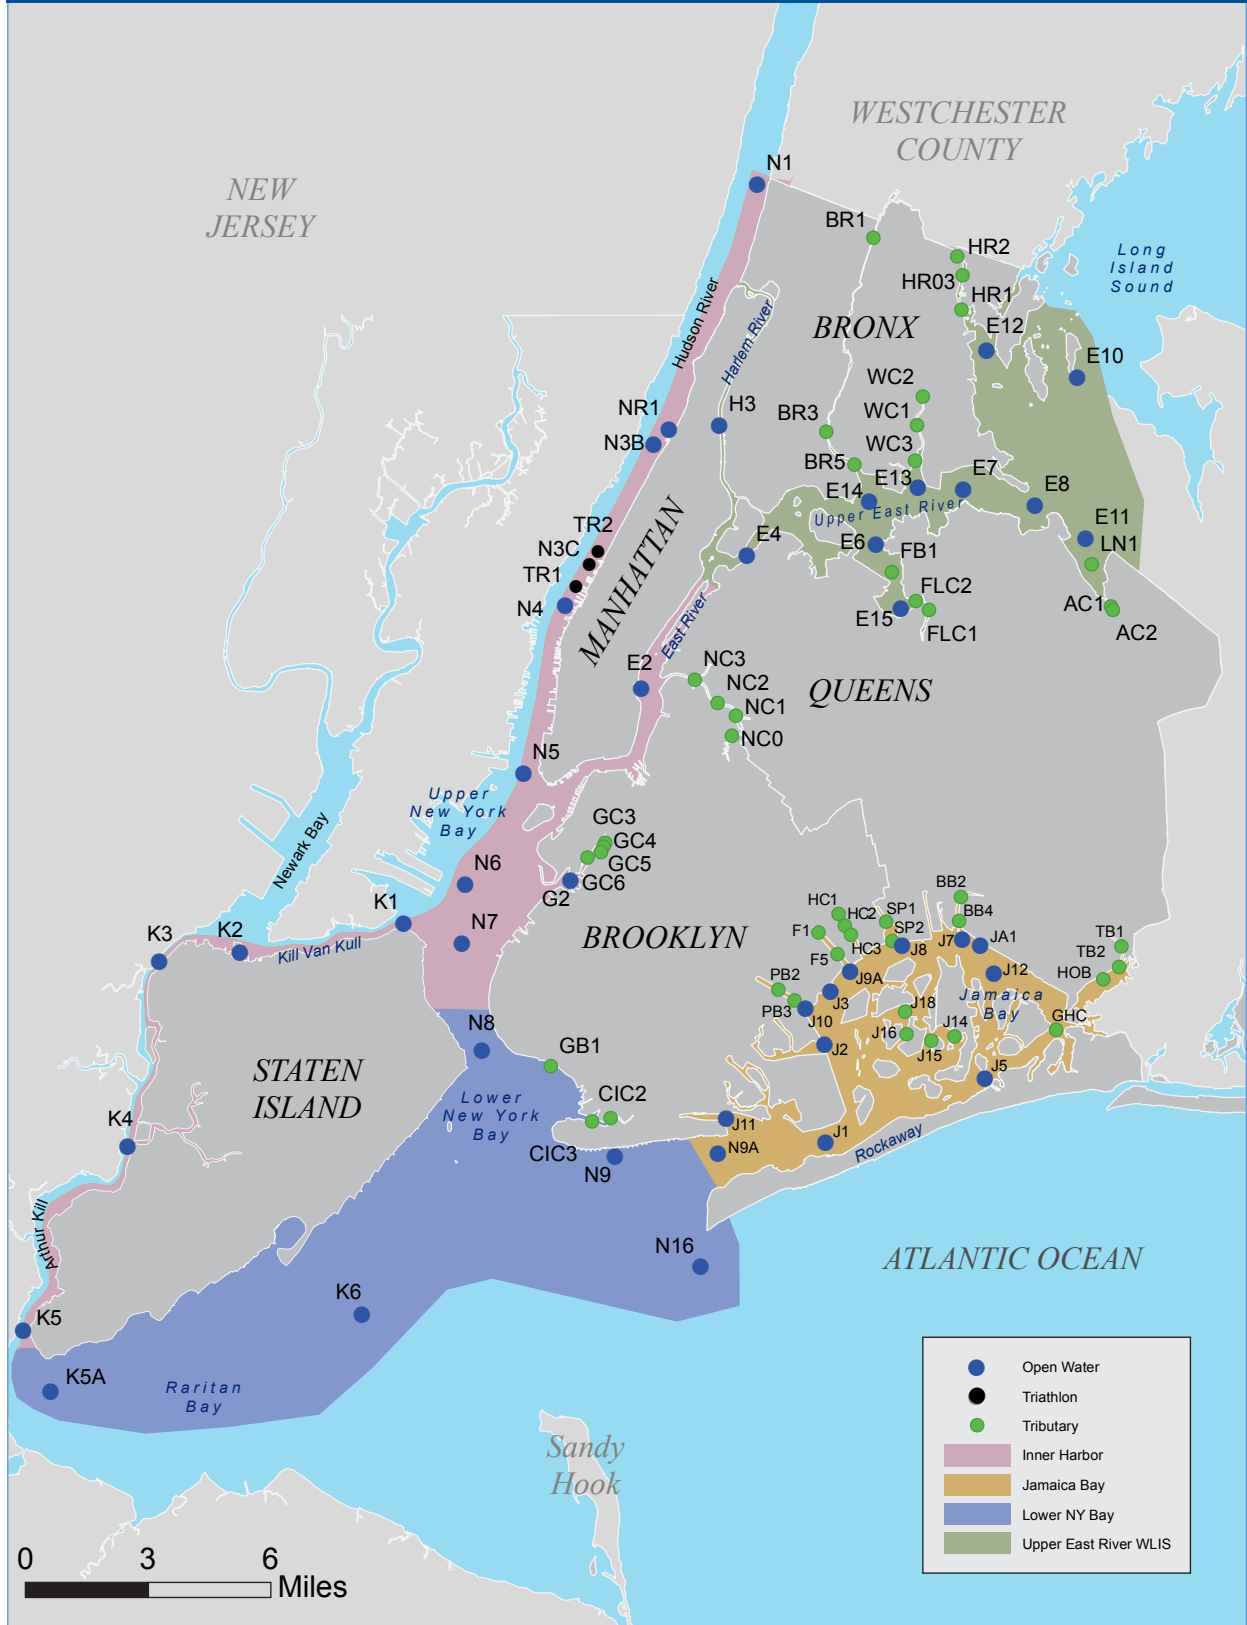 WESTCHESTER
COUNTY
N1
NEW
JERSEY
BR1
HR2
Long
Island
Sound
HR03
HR1
Hudson River
Harlem River
BRONX
E12
E10
WC2
NR1
H3
BR3
WC1
N3B
WC3
BR5
E13
E7
E14
E8
Upper East River
TR2
MANHATTAN
E4
E6
E11
N3C
FB1
LN1
TR1
FLC2
N4
E15
AC1
FLC1
AC2
East River
E2
NC3
NC2
QUEENS
NC1
NC0
N5
Upper
New York
Bay
GC3
GC4
GC5
GC6
Newark Bay
N6
G2
K1
BB2
HC1
HC2
SP1
BB4
K3
K2
N7
BROOKLYN
F1
HC3
SP2
J7
JA1
TB1
Kill Van Kull
J8
TB2
F5
J9A
J12
HOB
PB2
Jamaica
Bay
J3
J18
PB3
J10
J16
J14
GHC
N8
J2
J15
GB1
STATEN
ISLAND
J5
Lower
New York
Bay
CIC2
K4
J11
J1
Rockaway
CIC3
N9
N9A
Arthur Kill
N16
ATLANTIC OCEAN
K6
K5
K5A
Raritan
Bay
Sandy
Hook
Open Water
Triathlon
Tributary
Inner Harbor
Jamaica Bay
Lower NY Bay
Upper East River WLIS
0 3 6
Miles